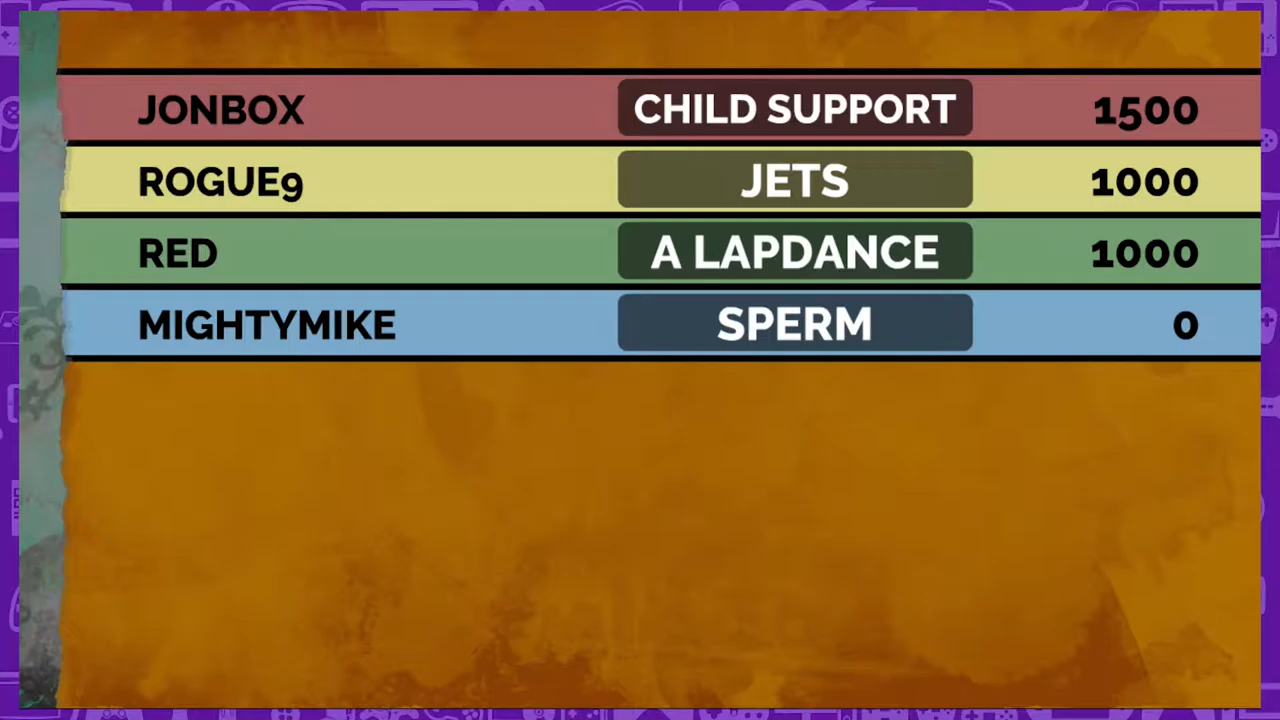 JONBOX CHILD SUPPORT 1500
ROGUE9 JETS 1000
RED A LAPDANCE 1000
MIGHTYMIKE SPERM 0